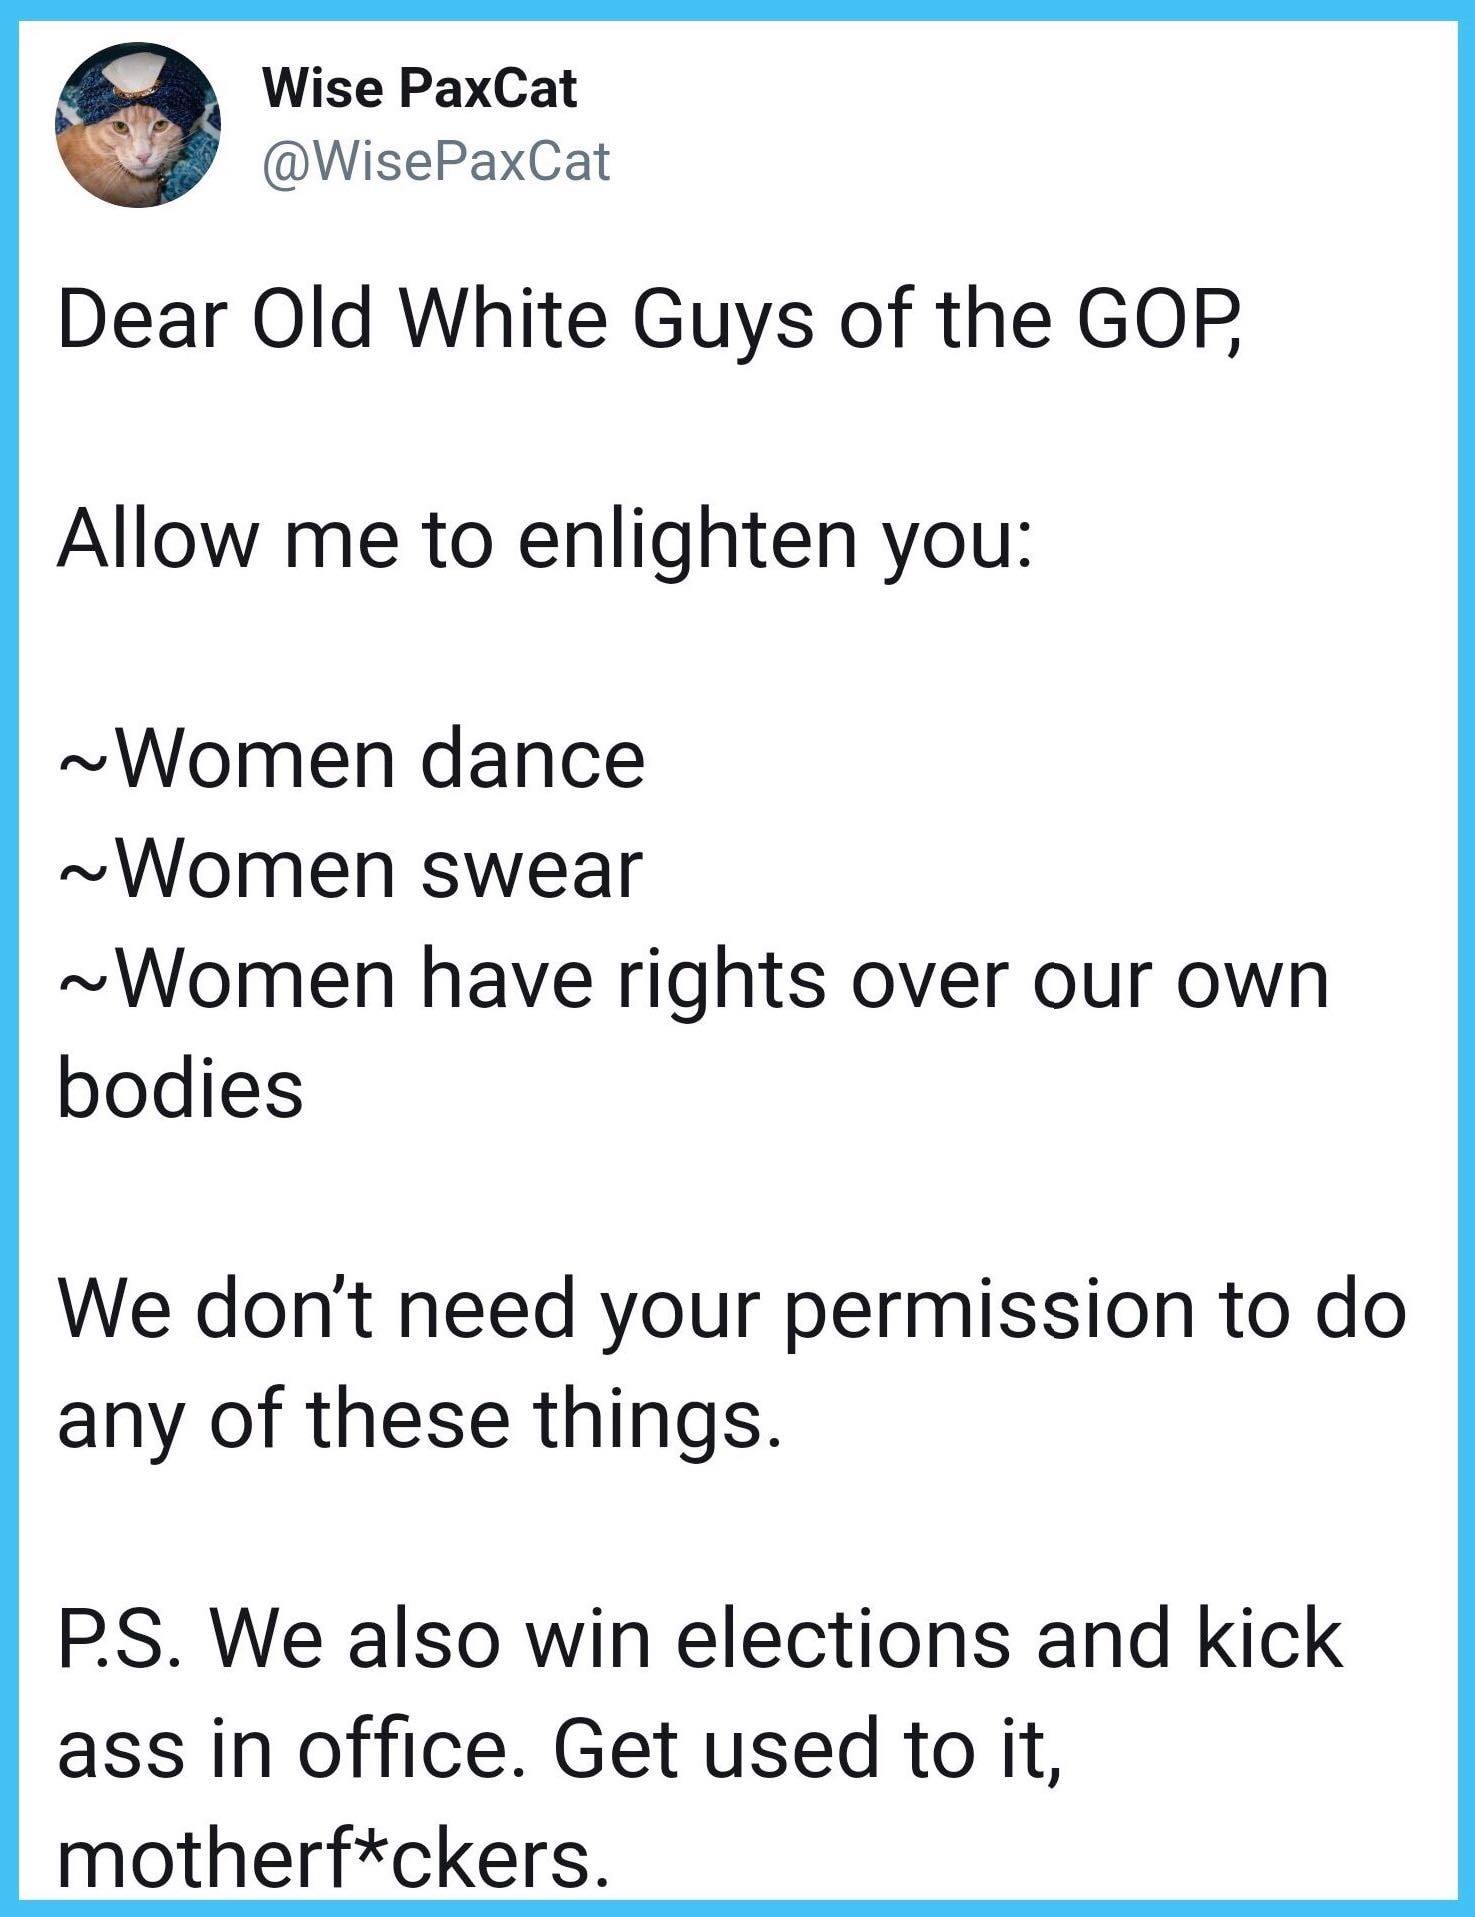 Wise PaxCat
@WisePaxCat
Dear Old White Guys of the GOP,
Allow me to enlighten you:
~Women dance
~Women swear
~Women have rights over our own
bodies
We don’t need your permission to do
any of these things.
P.S. We also win elections and kick
ass in office. Get used to it,
motherf*ckers.